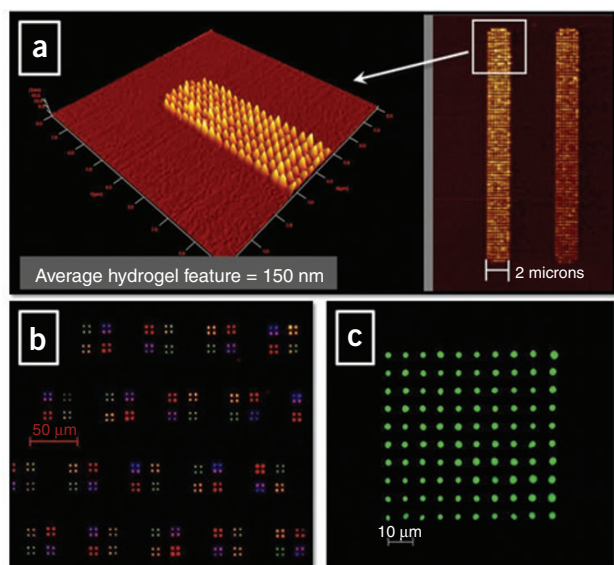 a
Average hydrogel feature = 150 nm
2 microns
b
50 μm
c
10 μm